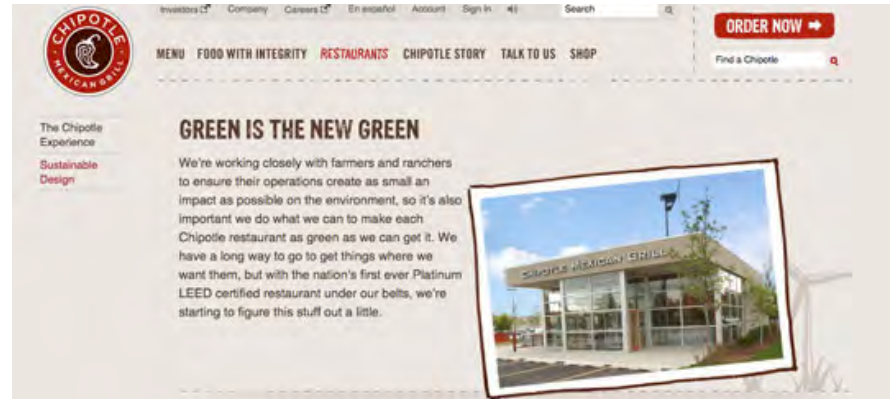 Investors Company Careers En español Account Sign In Search
CHIPOTLE
MEXICAN GRILL
ORDER NOW
MENU FOOD WITH INTEGRITY RESTAURANTS CHIPOTLE STORY TALK TO US SHOP
Find a Chipotle
The Chipotle
Experience
Sustainable
Design
GREEN IS THE NEW GREEN
We're working closely with farmers and ranchers
to ensure their operations create as small an
impact as possible on the environment, so it's also
important we do what we can to make each
Chipotle restaurant as green as we can get it. We
have a long way to go to get things where we
want them, but with the nation's first ever Platinum
LEED certified restaurant under our belts, we're
starting to figure this stuff out a little.
CHIPOTLE MEXICAN GRILL